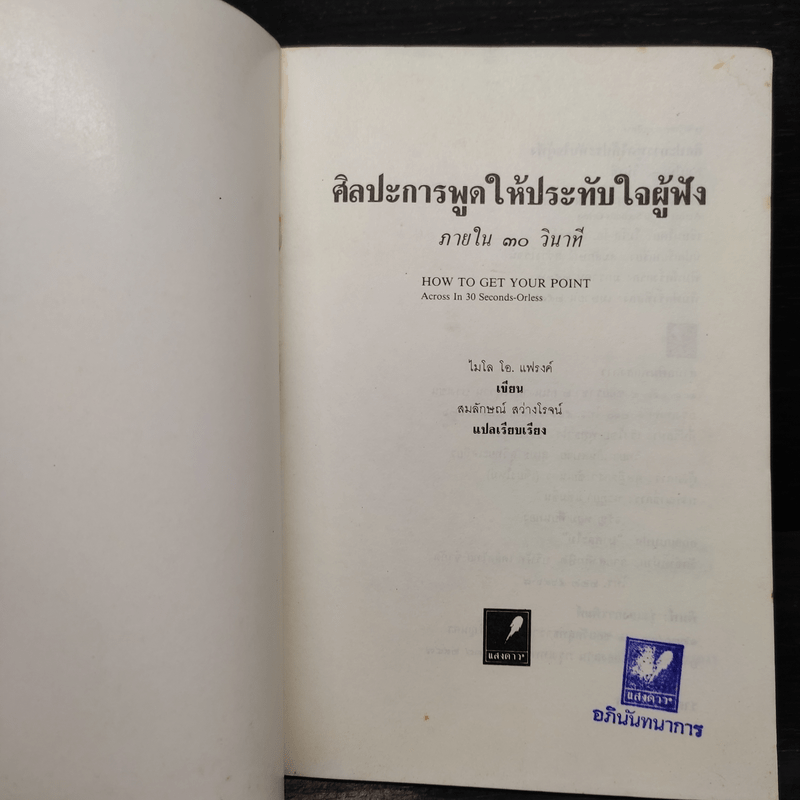 ศิลปะการพูดให้ประทับใจผู้ฟัง
ภายใน ๓๐ วินาที
HOW TO GET YOUR POINT
Across In 30 Seconds-Orless
ไมโล โอ. แฟรงค์
เขียน
สมลักษณ์ สว่างโรจน์
แปลเรียบเรียง
แสงดาว
แสงดาว
อภินันทนาการ